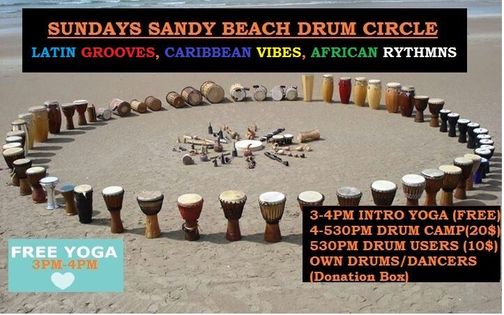 SUNDAYS SANDY BEACH DRUM CIRCLE
LATIN GROOVES, CARIBBEAN VIBES, AFRICAN RYTHMNS
3-4PM INTRO YOGA (FREE)
4-530PM DRUM CAMP(20$)
530PM DRUM USERS (10$)
OWN DRUMS/DANCERS
(Donation Box)
FREE YOGA
3PM-4PM